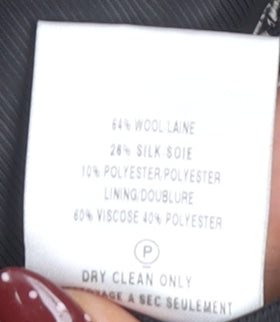 64% WOOL/LAINE
26% SILK/SOIE
10% POLYESTER/POLYESTER
LINING/DOUBLURE
60% VISCOSE 40% POLYESTER
P
DRY CLEAN ONLY
A SEC SEULEMENT